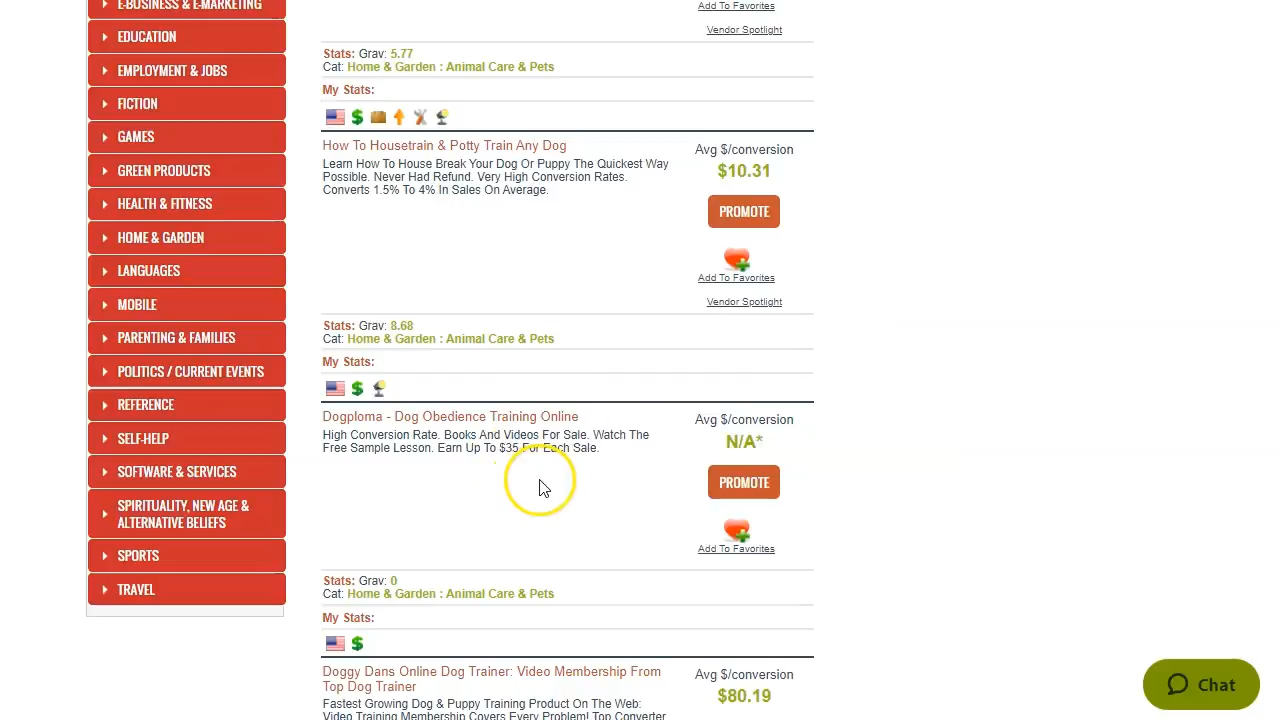 E-BUSINESS & E-MARKETING
EDUCATION
EMPLOYMENT & JOBS
FICTION
GAMES
GREEN PRODUCTS
HEALTH & FITNESS
HOME & GARDEN
LANGUAGES
MOBILE
PARENTING & FAMILIES
POLITICS / CURRENT EVENTS
REFERENCE
SELF-HELP
SOFTWARE & SERVICES
SPIRITUALITY, NEW AGE &
ALTERNATIVE BELIEFS
SPORTS
TRAVEL
Add To Favorites
Vendor Spotlight
Stats: Grav: 5.77
Cat: Home & Garden : Animal Care & Pets
My Stats:
How To Housetrain & Potty Train Any Dog
Learn How To House Break Your Dog Or Puppy The Quickest Way
Possible. Never Had Refund. Very High Conversion Rates.
Converts 1.5% To 4% In Sales On Average.
Avg $/conversion
$10.31
PROMOTE
Add To Favorites
Vendor Spotlight
Stats: Grav: 8.68
Cat: Home & Garden : Animal Care & Pets
My Stats:
Dogploma - Dog Obedience Training Online
High Conversion Rate. Books And Videos For Sale. Watch The
Free Sample Lesson. Earn Up To $35 For Each Sale.
Avg $/conversion
N/A*
PROMOTE
Add To Favorites
Stats: Grav: 0
Cat: Home & Garden : Animal Care & Pets
My Stats:
Doggy Dans Online Dog Trainer: Video Membership From
Top Dog Trainer
Fastest Growing Dog & Puppy Training Product On The Web:
Video Training Membership Covers Every Problem! Top Converter
Avg $/conversion
$80.19
Chat